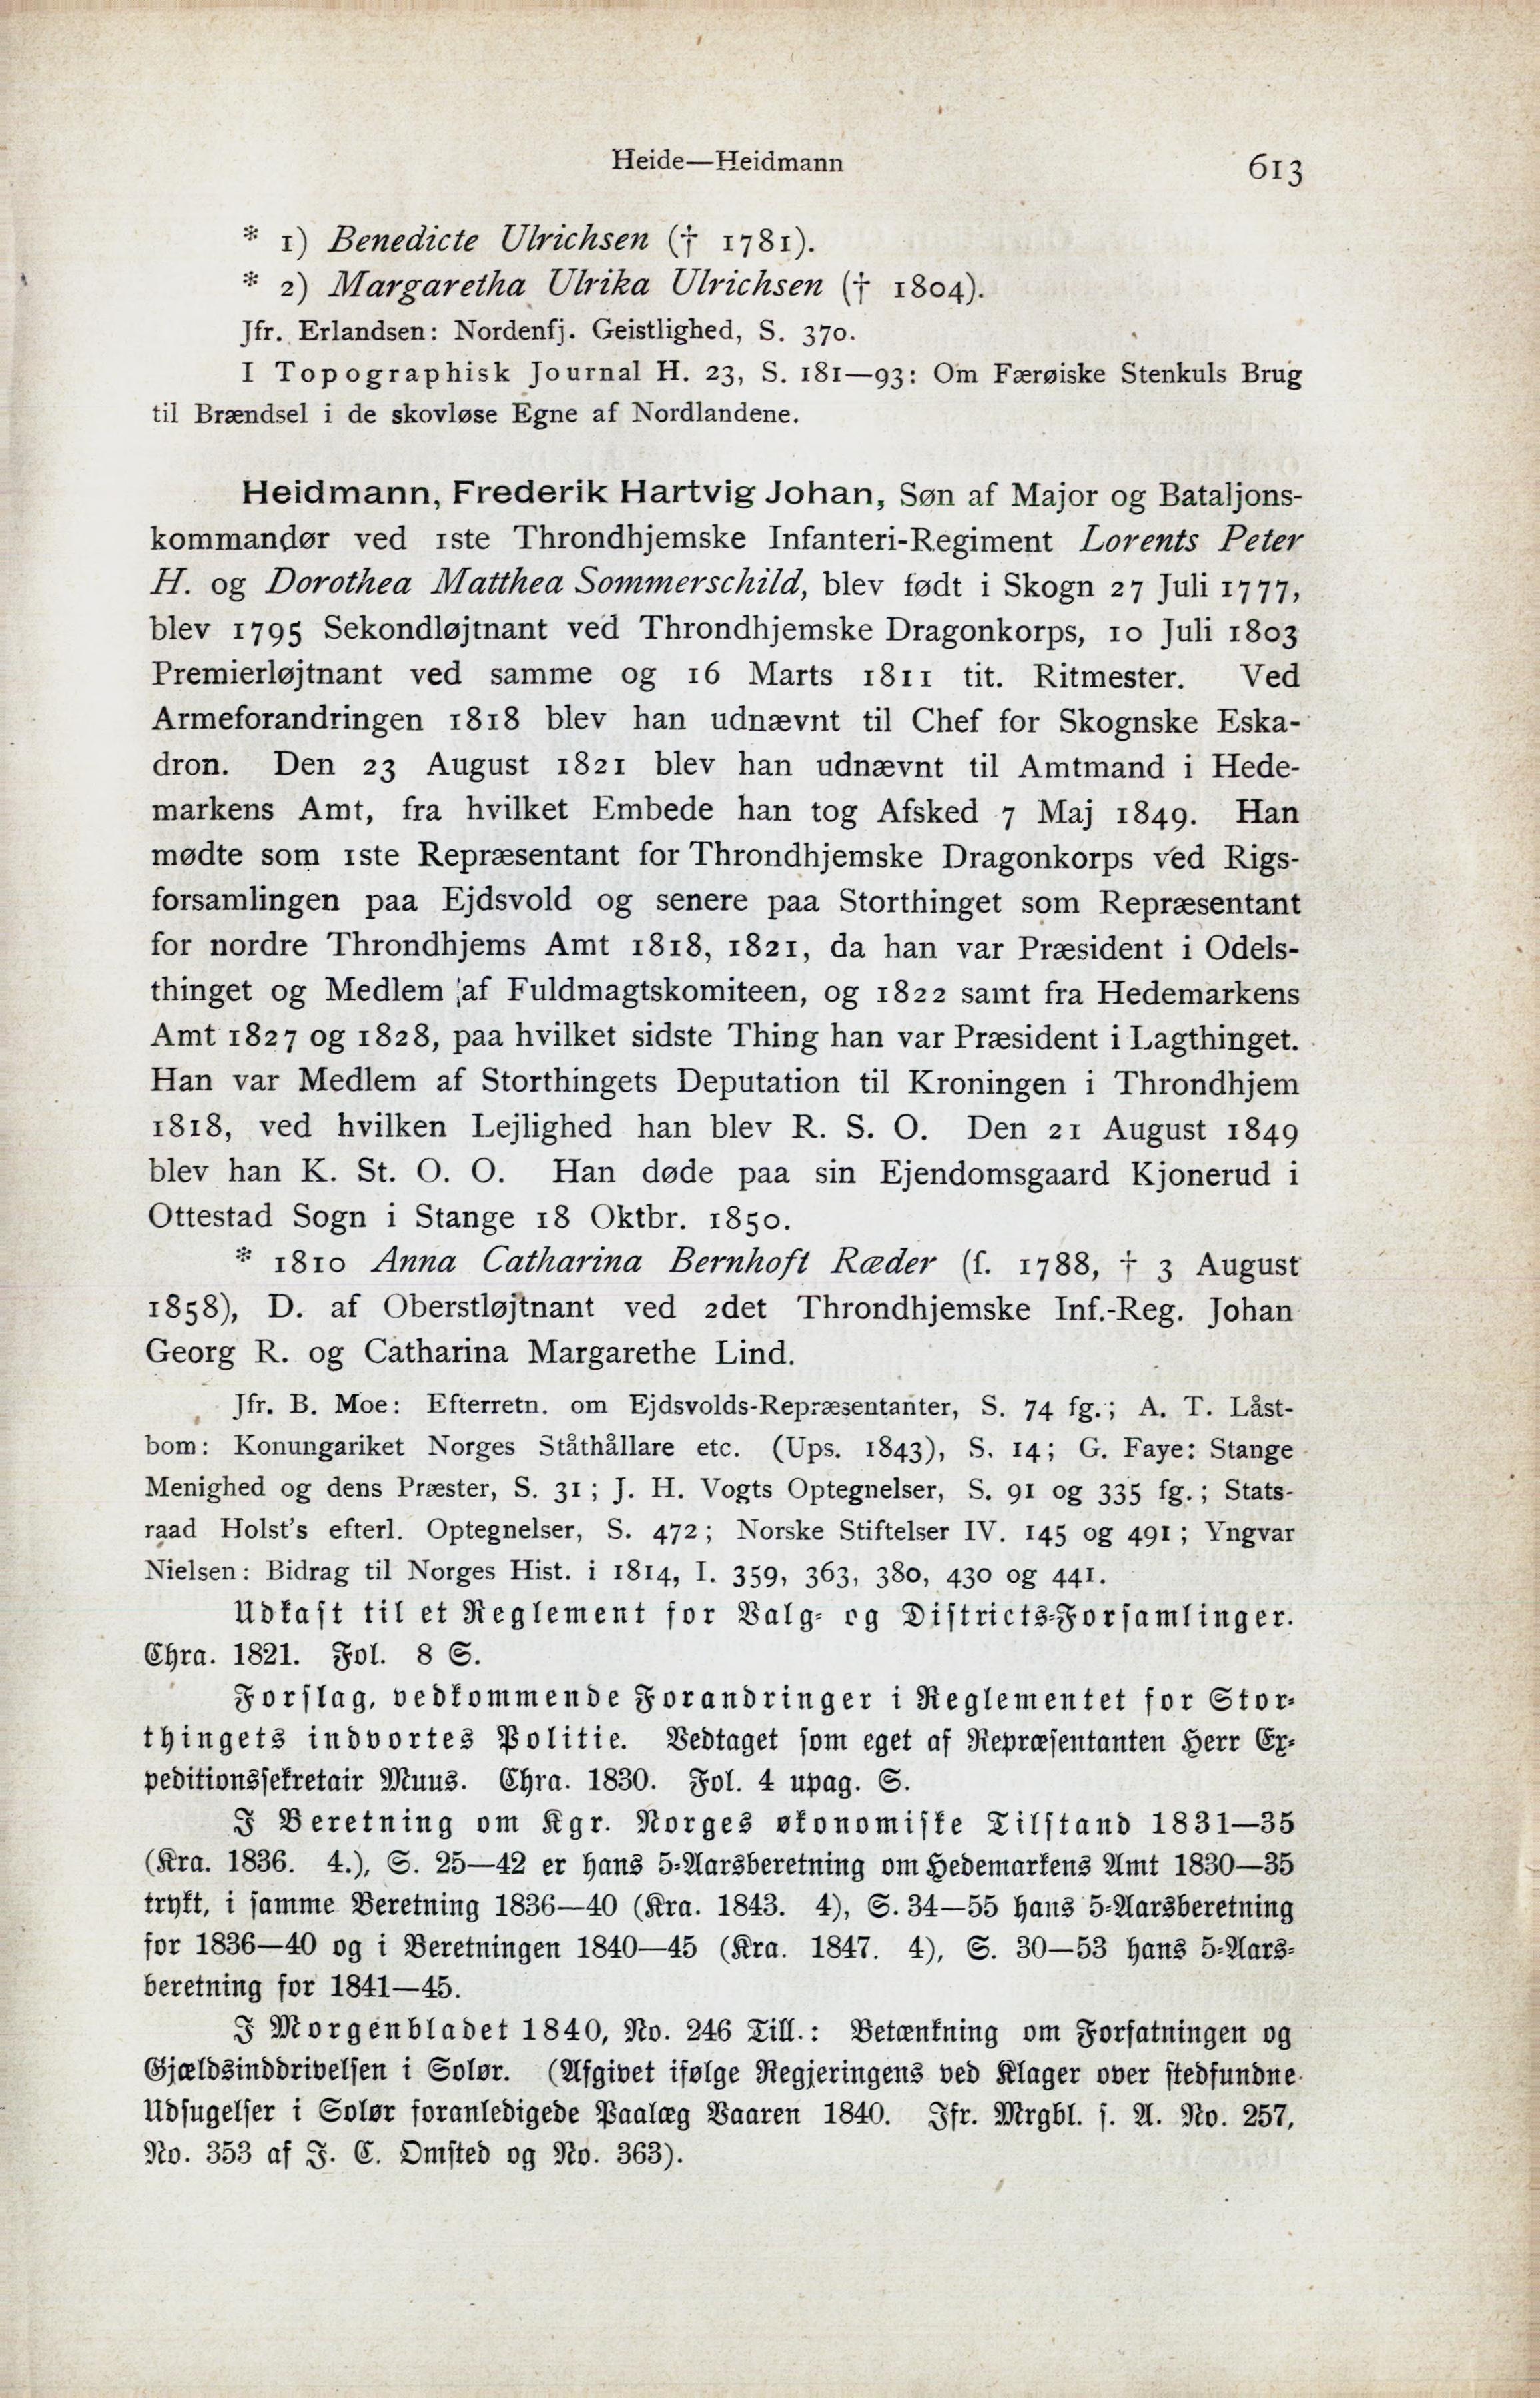 Heide—Heidmann 613
* 1) Benedicte Ulrichsen († 1781).
* 2) Margaretha Ulrika Ulrichsen († 1804).
Jfr. Erlandsen: Nordenfj. Geistlighed, S. 370.
I Topographisk Journal H. 23, S. 181—93: Om Færøiske Stenkuls Brug
til Brændsel i de skovløse Egne af Nordlandene.
Heidmann, Frederik Hartvig Johan, Søn af Major og Bataljons-
kommandør ved 1ste Throndhjemske Infanteri-Regiment Lorents Peter
H. og Dorothea Matthea Sommerschild, blev født i Skogn 27 Juli 1777,
blev 1795 Sekondløjtnant ved Throndhjemske Dragonkorps, 10 Juli 1803
Premierløjtnant ved samme og 16 Marts 1811 tit. Ritmester. Ved
Armeforandringen 1818 blev han udnævnt til Chef for Skognske Eska-
dron. Den 23 August 1821 blev han udnævnt til Amtmand i Hede-
markens Amt, fra hvilket Embede han tog Afsked 7 Maj 1849. Han
mødte som 1ste Repræsentant for Throndhjemske Dragonkorps ved Rigs-
forsamlingen paa Ejdsvold og senere paa Storthinget som Repræsentant
for nordre Throndhjems Amt 1818, 1821, da han var Præsident i Odels-
thinget og Medlem af Fuldmagtskomiteen, og 1822 samt fra Hedemarkens
Amt 1827 og 1828, paa hvilket sidste Thing han var Præsident i Lagthinget.
Han var Medlem af Storthingets Deputation til Kroningen i Throndhjem
1818, ved hvilken Lejlighed han blev R. S. O. Den 21 August 1849
blev han K. St. O. O. Han døde paa sin Ejendomsgaard Kjonerud i
Ottestad Sogn i Stange 18 Oktbr. 1850.
* 1810 Anna Catharina Bernhoft Ræder (f. 1788, † 3 August
1858), D. af Oberstløjtnant ved 2det Throndhjemske Inf.-Reg. Johan
Georg R. og Catharina Margarethe Lind.
Jfr. B. Moe: Efterretn. om Ejdsvolds-Repræsentanter, S. 74 fg.; A. T. Låst-
bom: Konungariket Norges Ståthållare etc. (Ups. 1843), S. 14; G. Faye: Stange
Menighed og dens Præster, S. 31; J. H. Vogts Optegnelser, S. 91 og 335 fg.; Stats-
raad Holst's efterl. Optegnelser, S. 472; Norske Stiftelser IV. 145 og 491; Yngvar
Nielsen: Bidrag til Norges Hist. i 1814, I. 359, 363, 380, 430 og 441.
Udkast til et Reglement for Valg- og Districts-Forsamlinger.
Chra. 1821. Fol. 8 S.
Forslag, vedkommende Forandringer i Reglementet for Stor-
thingets indvortes Politie. Vedtaget som eget af Repræsentanten Herr Ex-
peditionssekretair Muus. Chra. 1830. Fol. 4 upag. S.
I Beretning om Kgr. Norges økonomiske Tilstand 1831—35
(Kra. 1836. 4.), S. 25—42 er hans 5-Aarsberetning om Hedemarkens Amt 1830—35
trykt, i samme Beretning 1836—40 (Kra. 1843. 4), S. 34—55 hans 5-Aarsberetning
for 1836—40 og i Beretningen 1840—45 (Kra. 1847. 4), S. 30—53 hans 5-Aars-
beretning for 1841—45.
I Morgenbladet 1840, No. 246 Till.: Betænkning om Forfatningen og
Gjældsinddrivelsen i Solør. (Afgivet ifølge Regjeringens ved Klager over stedfundne
Udsugelser i Solør foranledigede Paalæg Vaaren 1840. Jfr. Mrgbl. s. A. No. 257,
No. 353 af J. C. Omsted og No. 363).